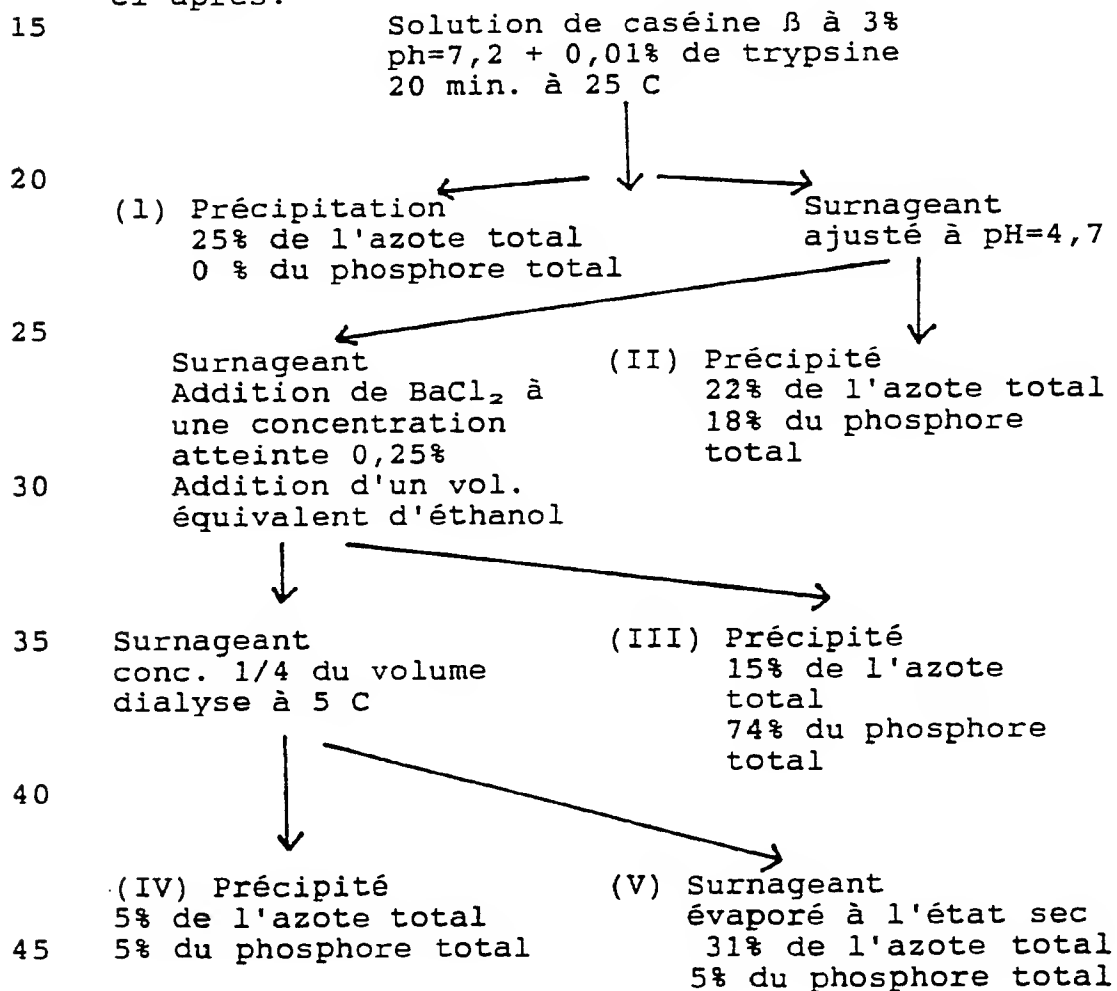 ci après:
15 Solution de caséine ß à 3%
ph=7,2 + 0,01% de trypsine
20 min. à 25 C
20
(1) Précipitation
25% de l'azote total
0 % du phosphore total
Surnageant
ajusté à pH=4,7
25
Surnageant
Addition de BaCl₂ à
une concentration
atteinte 0,25%
30 Addition d'un vol.
équivalent d'éthanol
(II) Précipité
22% de l'azote total
18% du phosphore
total
35 Surnageant
conc. 1/4 du volume
dialyse à 5 C
(III) Précipité
15% de l'azote
total
74% du phosphore
total
40
(IV) Précipité
5% de l'azote total
45 5% du phosphore total
(V) Surnageant
évaporé à l'état sec
31% de l'azote total
5% du phosphore total